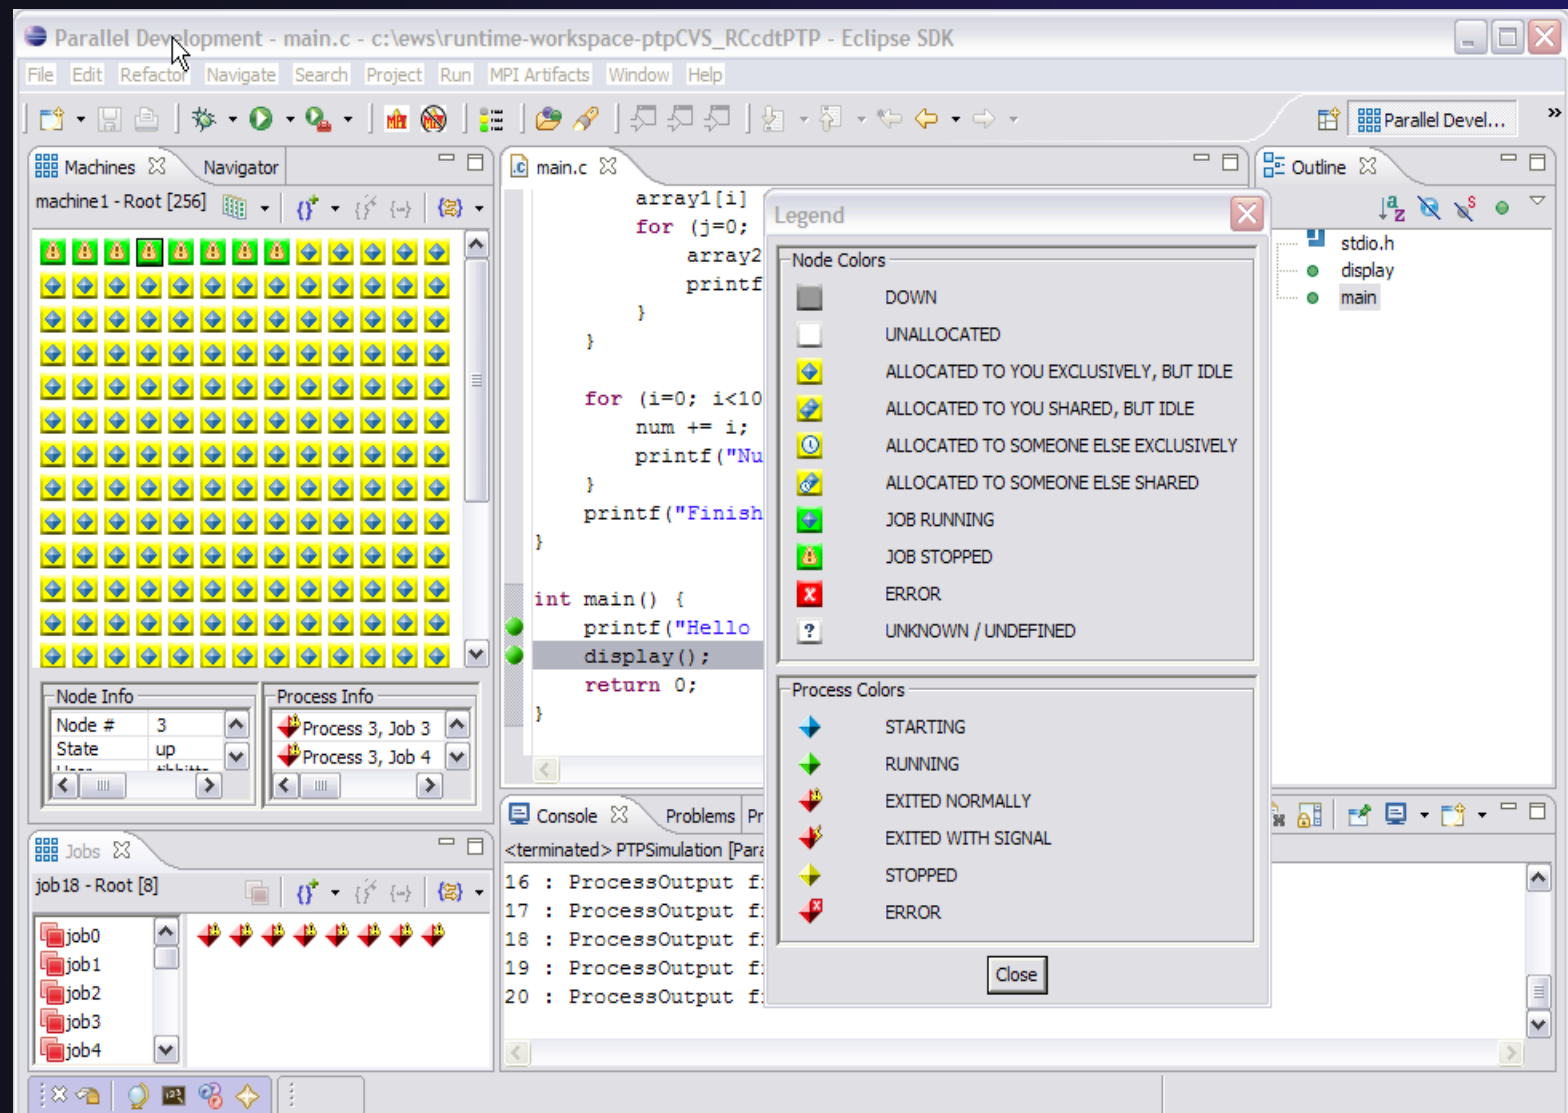 Parallel Development - main.c - c:\ews\runtime-workspace-ptpCVS_RCcdtPTP - Eclipse SDK
File Edit Refactor Navigate Search Project Run MPI Artifacts Window Help
Parallel Devel... »
Machines Navigator
machine1 - Root [256]
main.c
array1[i]
for (j=0;
array2
printf
}
}
for (i=0; i<10
num += i;
printf("Nu
}
printf("Finish
}
int main() {
printf("Hello
display();
return 0;
}
Legend
Node Colors
DOWN
UNALLOCATED
ALLOCATED TO YOU EXCLUSIVELY, BUT IDLE
ALLOCATED TO YOU SHARED, BUT IDLE
ALLOCATED TO SOMEONE ELSE EXCLUSIVELY
ALLOCATED TO SOMEONE ELSE SHARED
JOB RUNNING
JOB STOPPED
ERROR
? UNKNOWN / UNDEFINED
Process Colors
STARTING
RUNNING
EXITED NORMALLY
EXITED WITH SIGNAL
STOPPED
ERROR
Close
Outline
stdio.h
display
main
Node Info
Node # 3
State up
Process Info
Process 3, Job 3
Process 3, Job 4
Jobs
job18 - Root [8]
job0
job1
job2
job3
job4
Console Problems Pr
<terminated> PTPSimulation [Para
16 : ProcessOutput f
17 : ProcessOutput f
18 : ProcessOutput f
19 : ProcessOutput f
20 : ProcessOutput f